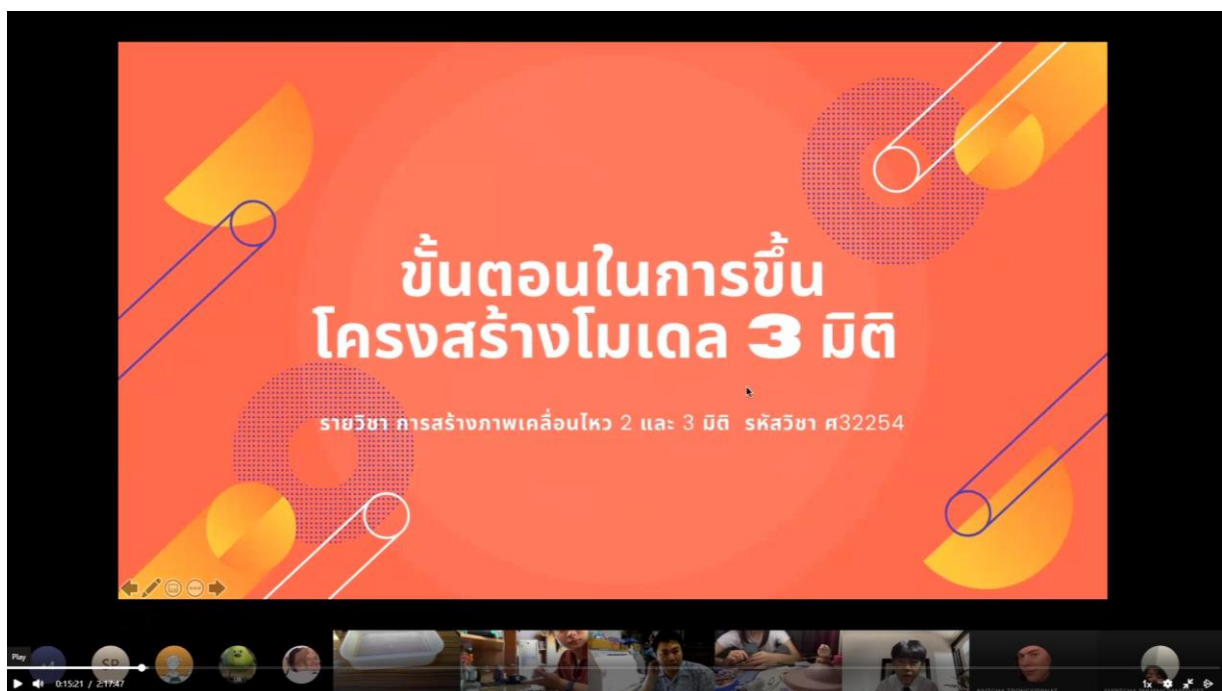 ขั้นตอนในการขึ้น
โครงสร้างโมเดล 3 มิติ
รายวิชา การสร้างภาพเคลื่อนไหว 2 และ 3 มิติ รหัสวิชา ศ32254
Play
+4
SP
0:15:21 / 2:17:47
1x